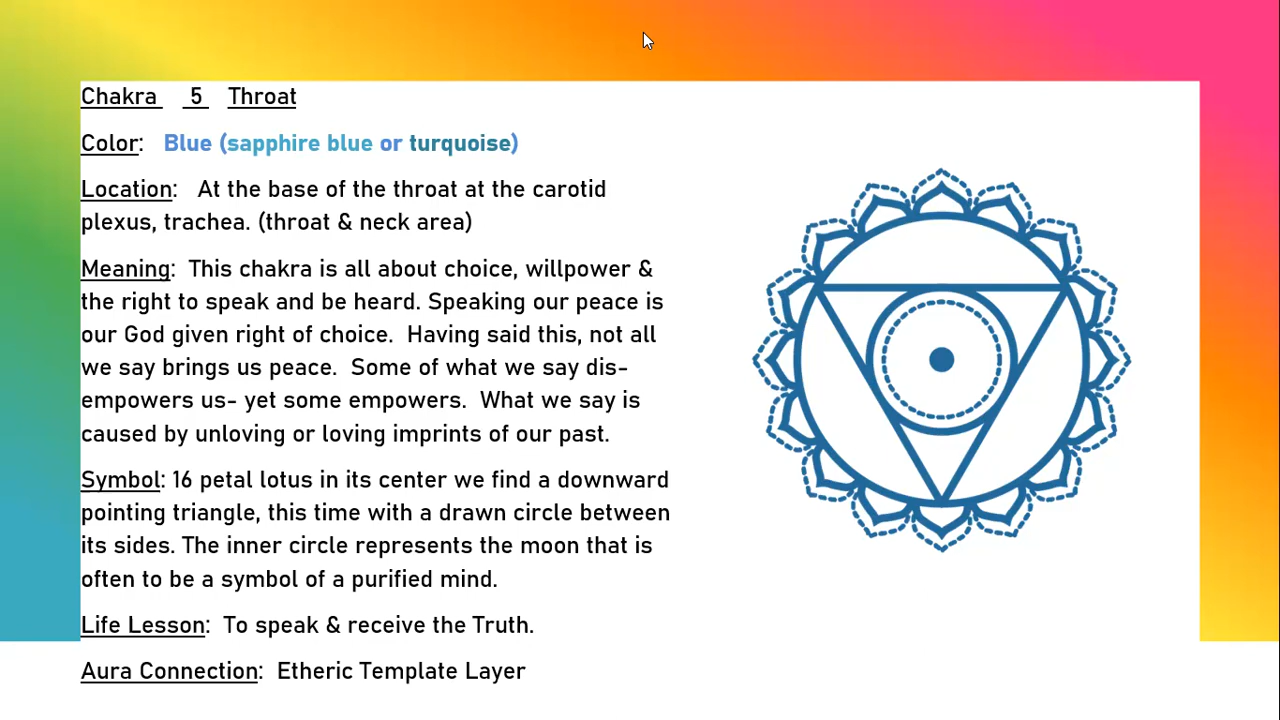 Chakra 5 Throat
Color: Blue (sapphire blue or turquoise)
Location: At the base of the throat at the carotid
plexus, trachea. (throat & neck area)
Meaning: This chakra is all about choice, willpower &
the right to speak and be heard. Speaking our peace is
our God given right of choice. Having said this, not all
we say brings us peace. Some of what we say dis-
empowers us- yet some empowers. What we say is
caused by unloving or loving imprints of our past.
Symbol: 16 petal lotus in its center we find a downward
pointing triangle, this time with a drawn circle between
its sides. The inner circle represents the moon that is
often to be a symbol of a purified mind.
Life Lesson: To speak & receive the Truth.
Aura Connection: Etheric Template Layer